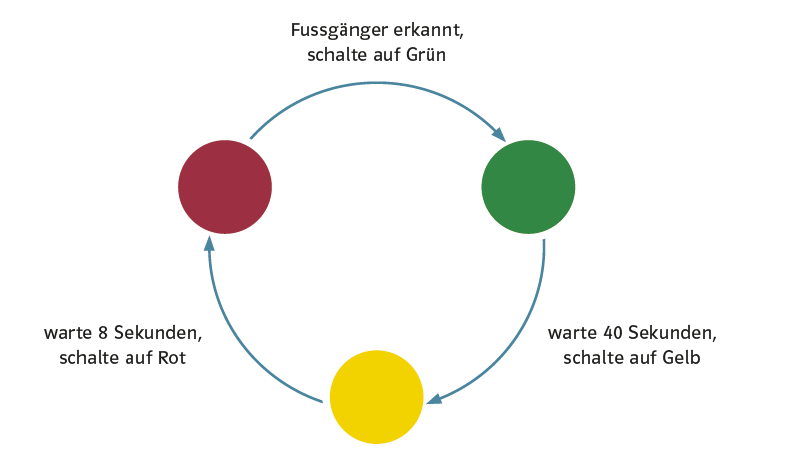 Fussgänger erkannt,
schalte auf Grün
warte 8 Sekunden,
schalte auf Rot
warte 40 Sekunden,
schalte auf Gelb